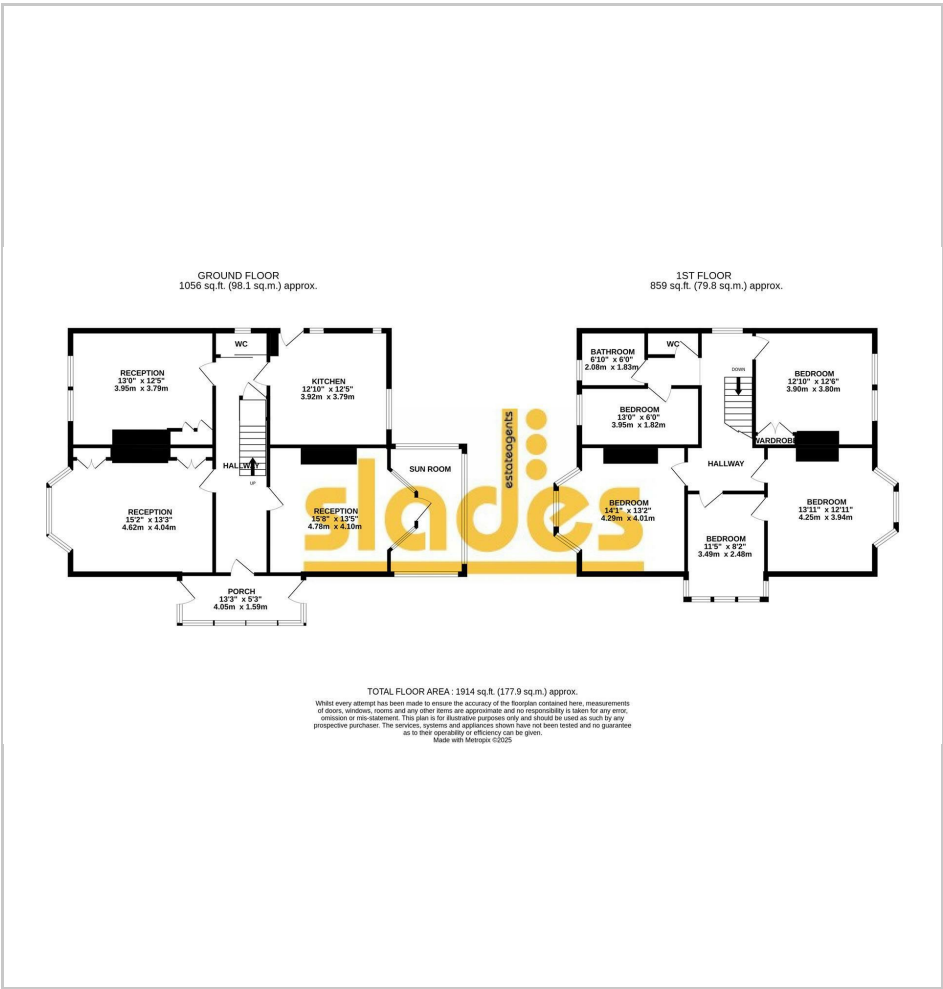 GROUND FLOOR
1056 sq.ft. (98.1 sq.m.) approx.
WC
RECEPTION
13'0" x 12'5"
3.95m x 3.79m
KITCHEN
12'10" x 12'5"
3.92m x 3.79m
HALLWAY
UP
SUN ROOM
RECEPTION
15'2" x 13'3"
4.62m x 4.04m
RECEPTION
15'8" x 13'5"
4.78m x 4.10m
PORCH
13'3" x 5'3"
4.05m x 1.59m
1ST FLOOR
859 sq.ft. (79.8 sq.m.) approx.
BATHROOM
6'10" x 6'0"
2.08m x 1.83m
WC
DOWN
BEDROOM
12'10" x 12'6"
3.90m x 3.80m
BEDROOM
13'0" x 6'0"
3.95m x 1.82m
WARDROBE
HALLWAY
BEDROOM
14'1" x 13'2"
4.29m x 4.01m
BEDROOM
11'5" x 8'2"
3.49m x 2.48m
BEDROOM
13'11" x 12'11"
4.25m x 3.94m
slades
estateagents
TOTAL FLOOR AREA : 1914 sq.ft. (177.9 sq.m.) approx.
Whilst every attempt has been made to ensure the accuracy of the floorplan contained here, measurements
of doors, windows, rooms and any other items are approximate and no responsibility is taken for any error,
omission or mis-statement. This plan is for illustrative purposes only and should be used as such by any
prospective purchaser. The services, systems and appliances shown have not been tested and no guarantee
as to their operability or efficiency can be given.
Made with Metropix ©2025